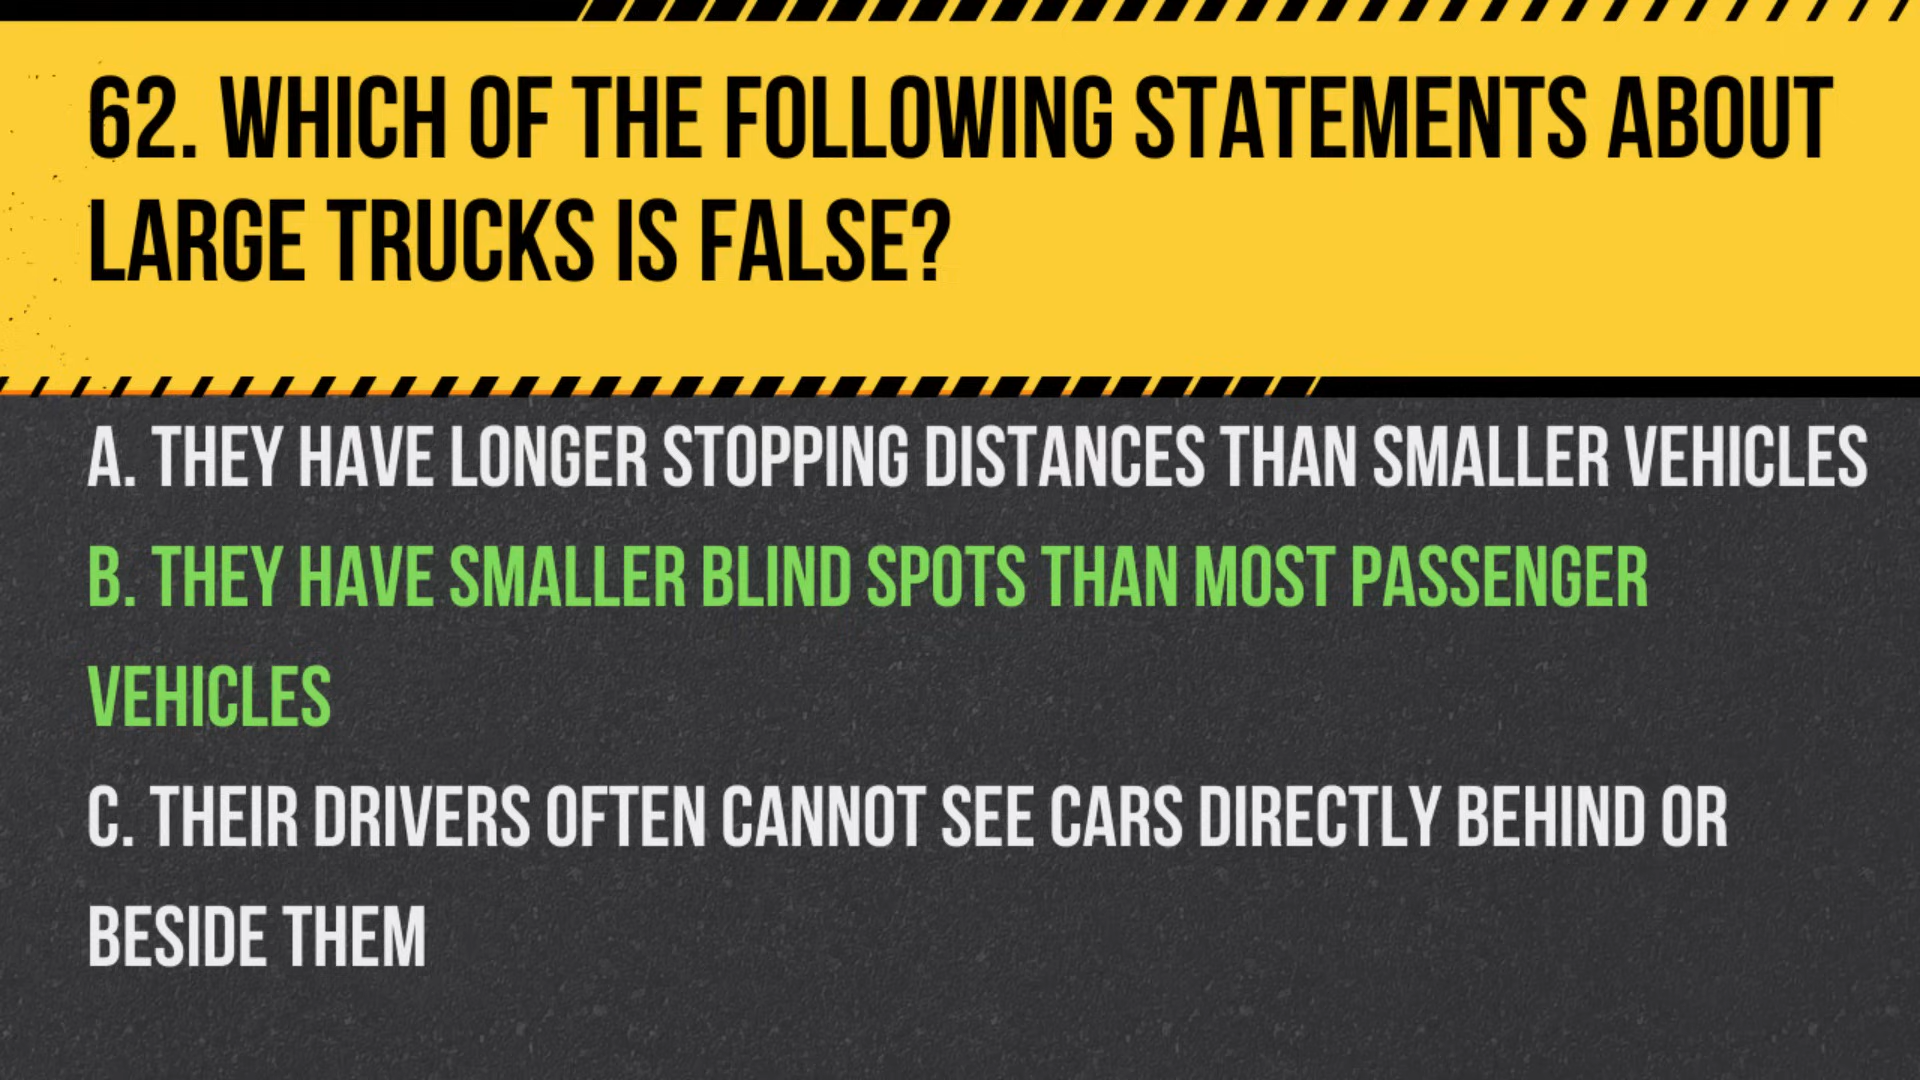 62. WHICH OF THE FOLLOWING STATEMENTS ABOUT
LARGE TRUCKS IS FALSE?
A. THEY HAVE LONGER STOPPING DISTANCES THAN SMALLER VEHICLES
B. THEY HAVE SMALLER BLIND SPOTS THAN MOST PASSENGER
VEHICLES
C. THEIR DRIVERS OFTEN CANNOT SEE CARS DIRECTLY BEHIND OR
BESIDE THEM